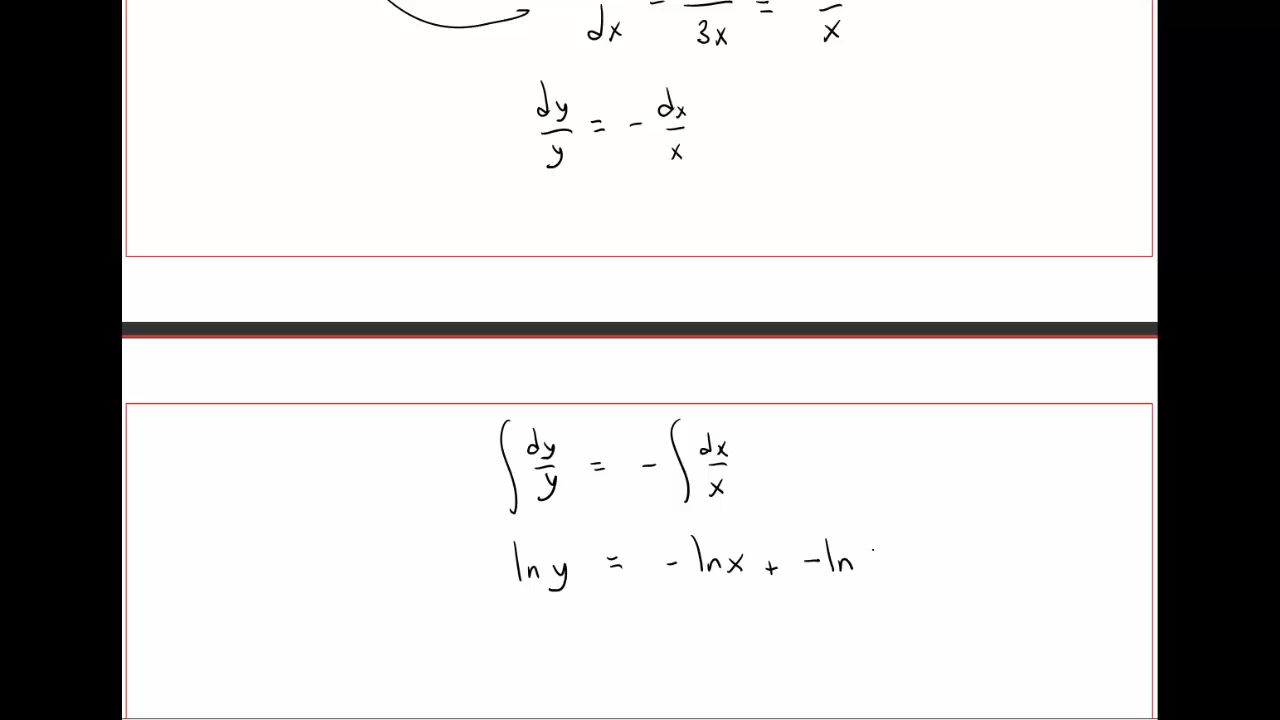 dx = 3x = x
dy/y = - dx/x
∫ dy/y = - ∫ dx/x
ln y = - ln x + - ln